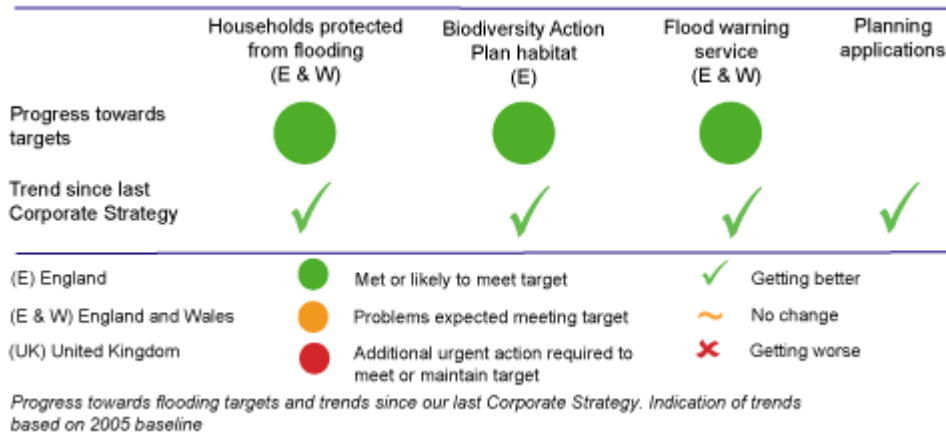 Households protected
from flooding
(E & W)
Biodiversity Action
Plan habitat
(E)
Flood warning
service
(E & W)
Planning
applications
Progress towards
targets
Trend since last
Corporate Strategy
(E) England
Met or likely to meet target
Getting better
(E & W) England and Wales
Problems expected meeting target
No change
(UK) United Kingdom
Additional urgent action required to
meet or maintain target
Getting worse
Progress towards flooding targets and trends since our last Corporate Strategy. Indication of trends
based on 2005 baseline